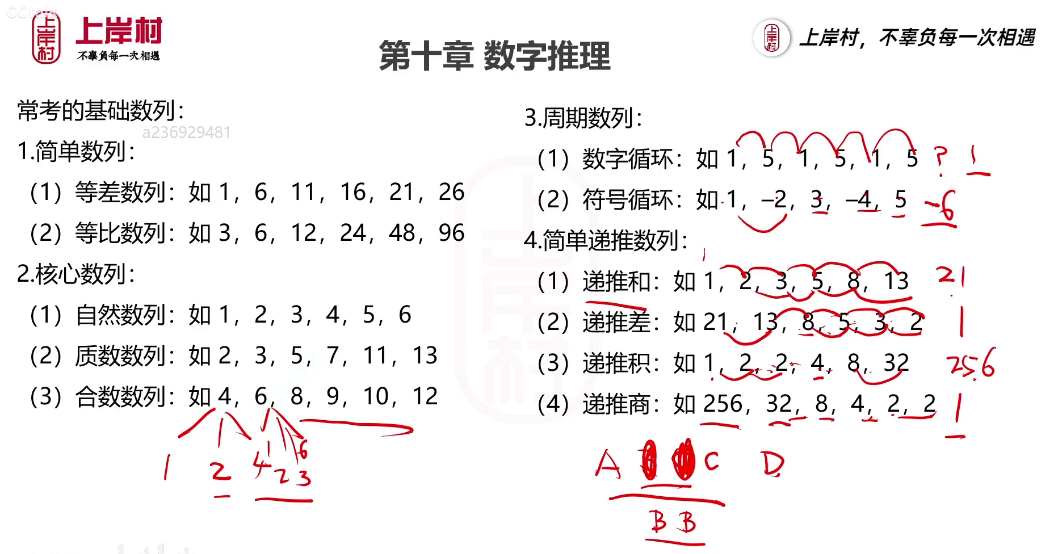 上岸村
上岸村
不辜负每一次相遇
上岸村
上岸村，不辜负每一次相遇
第十章 数字推理
常考的基础数列：
a236929481
1.简单数列：
（1）等差数列：如 1，6，11，16，21，26
（2）等比数列：如 3，6，12，24，48，96
2.核心数列：
（1）自然数列：如 1，2，3，4，5，6
（2）质数数列：如 2，3，5，7，11，13
（3）合数数列：如 4，6，8，9，10，12
1 2 4 1 2 3 6
3.周期数列：
（1）数字循环：如 1，5，1，5，1，5 ? 1
（2）符号循环：如 1，–2，3，–4，5 -6
4.简单递推数列：
（1）递推和：如 1，2，3，5，8，13 21
（2）递推差：如 21，13，8，5，3，2 1
（3）递推积：如 1，2，2，4，8，32 256
（4）递推商：如 256，32，8，4，2，2 1
A C D
B B
上岸村